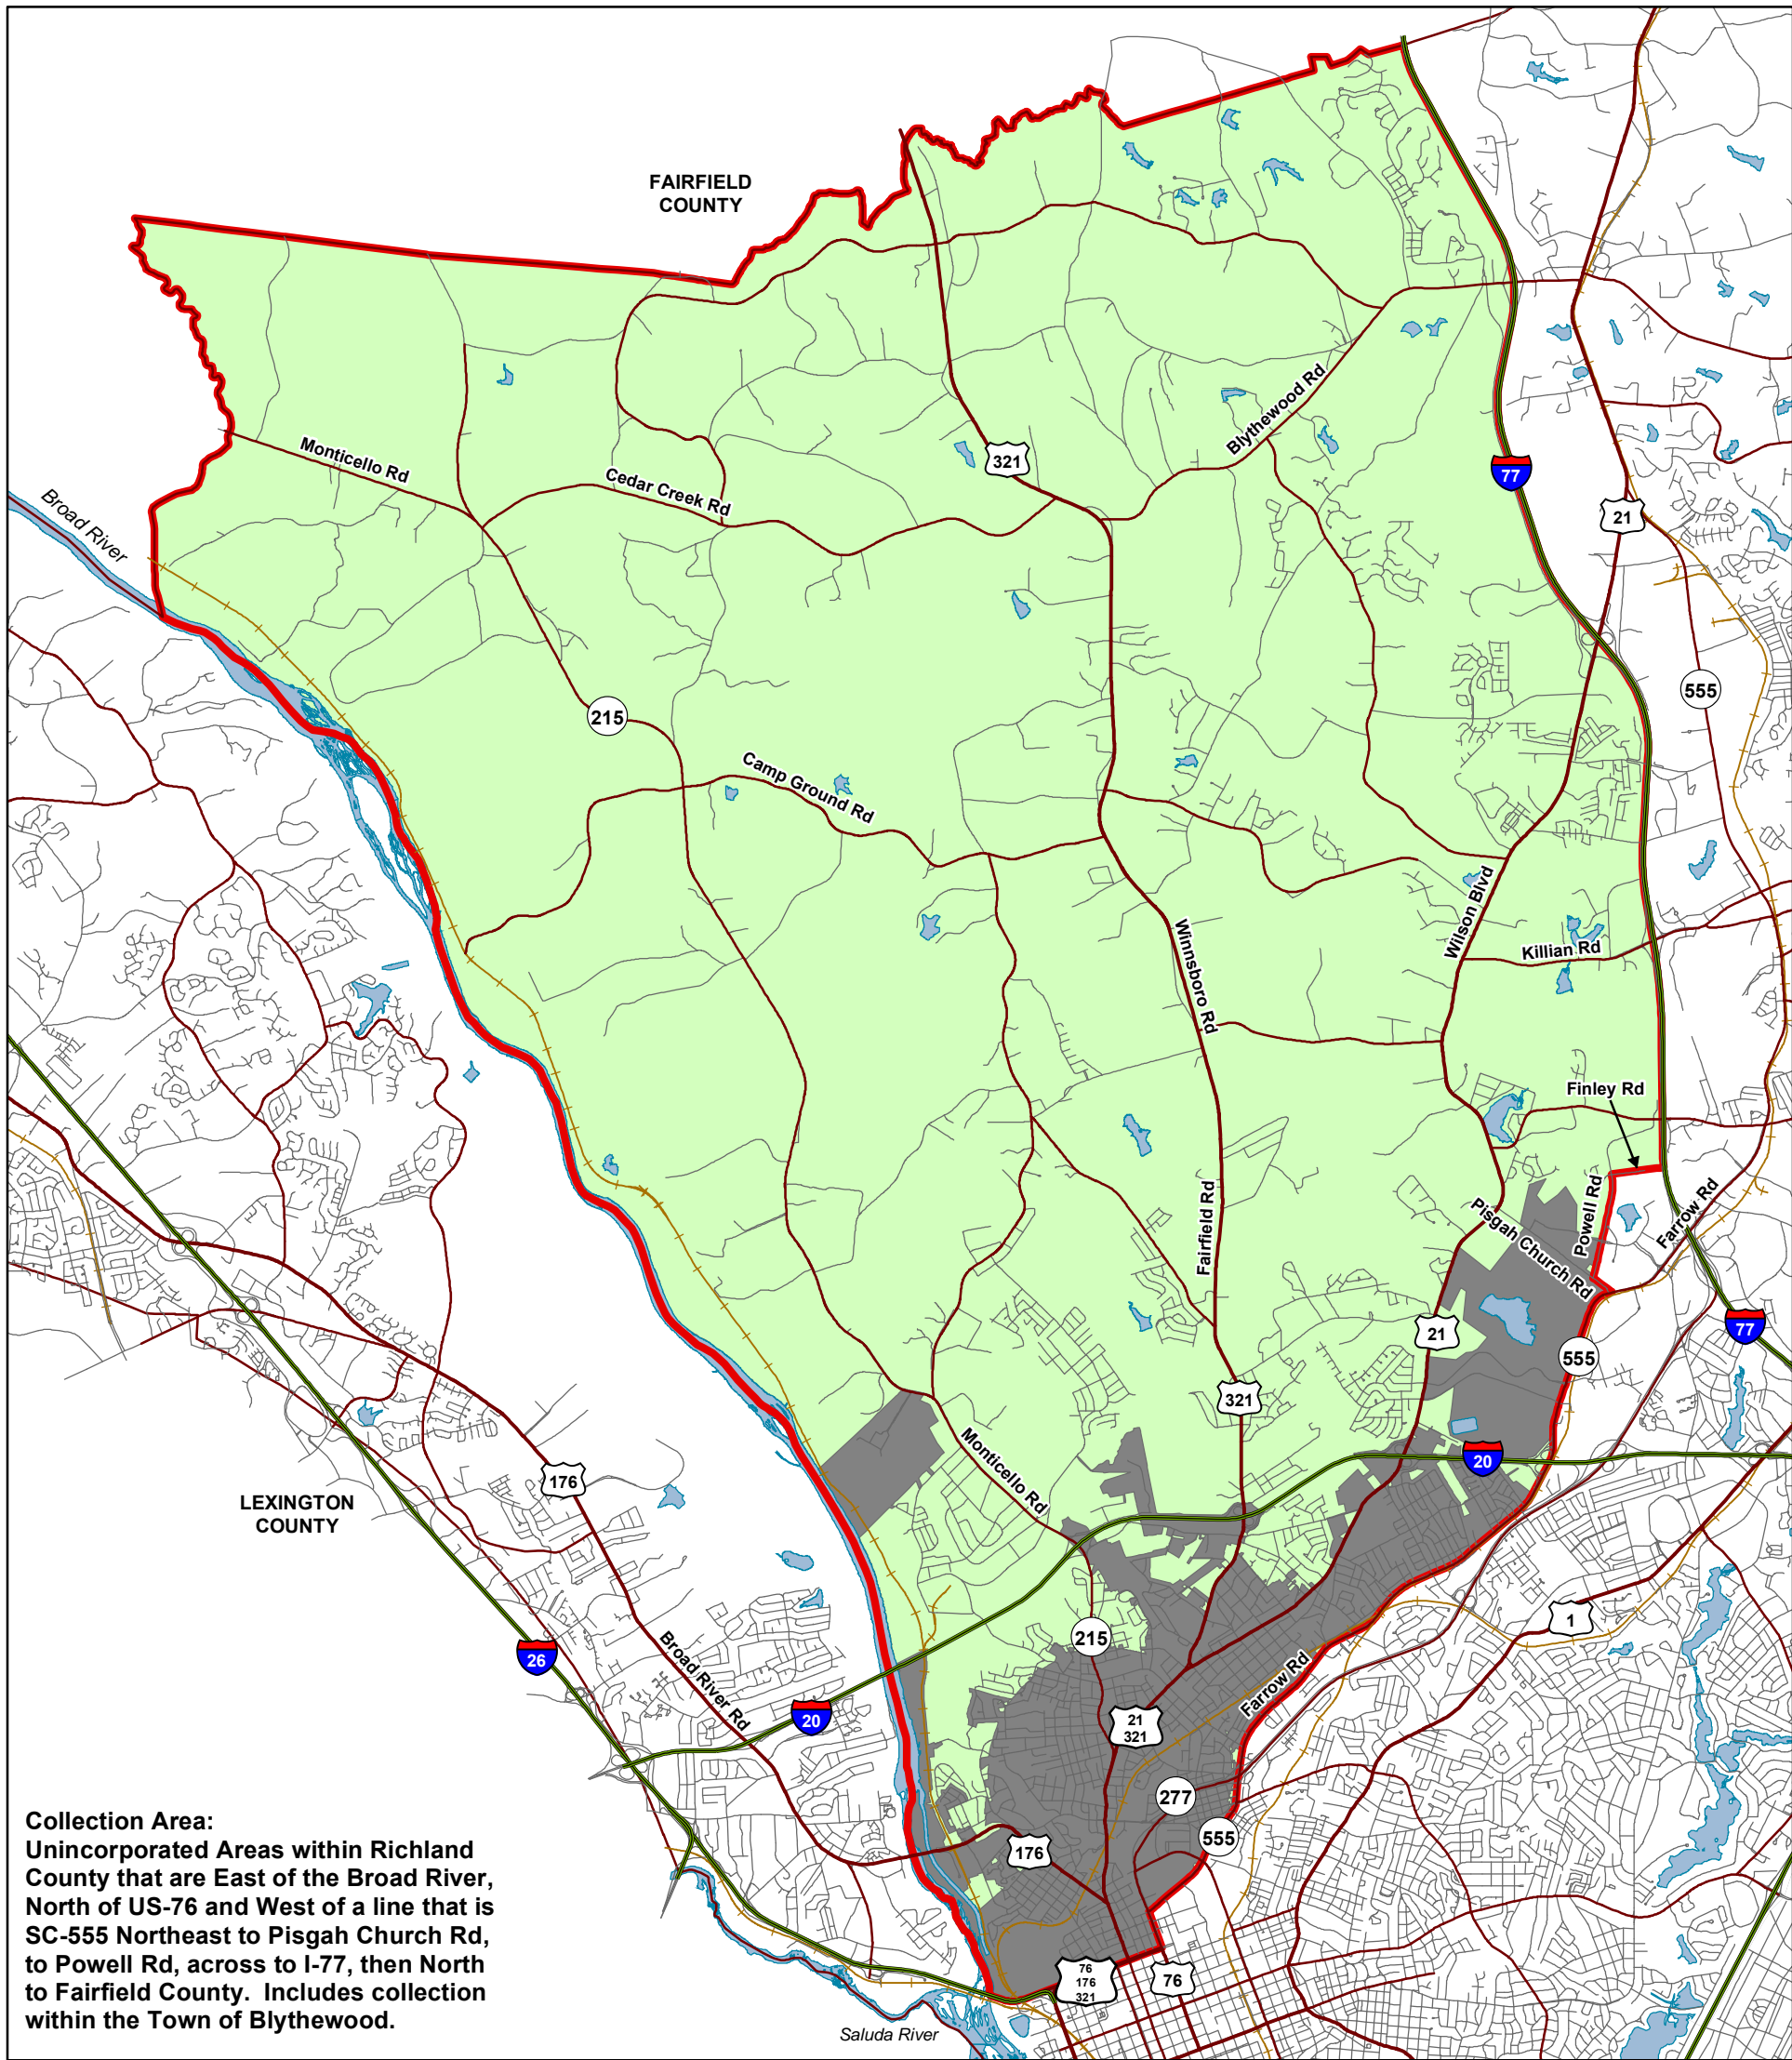 FAIRFIELD
COUNTY
Blythewood Rd
Monticello Rd
321
Cedar Creek Rd
77
Broad River
21
215
555
Camp Ground Rd
Wilson Blvd
Winnsboro Rd
Killian Rd
Finley Rd
Fairfield Rd
Pisgah Church Rd
Powell Rd
Farrow Rd
77
21
555
321
20
Monticello Rd
176
LEXINGTON
COUNTY
1
215
26
Broad River Rd
Farrow Rd
20
21
321
277
555
176
Collection Area:
Unincorporated Areas within Richland
County that are East of the Broad River,
North of US-76 and West of a line that is
SC-555 Northeast to Pisgah Church Rd,
to Powell Rd, across to I-77, then North
to Fairfield County.  Includes collection
within the Town of Blythewood.
76
176
321
76
Saluda River